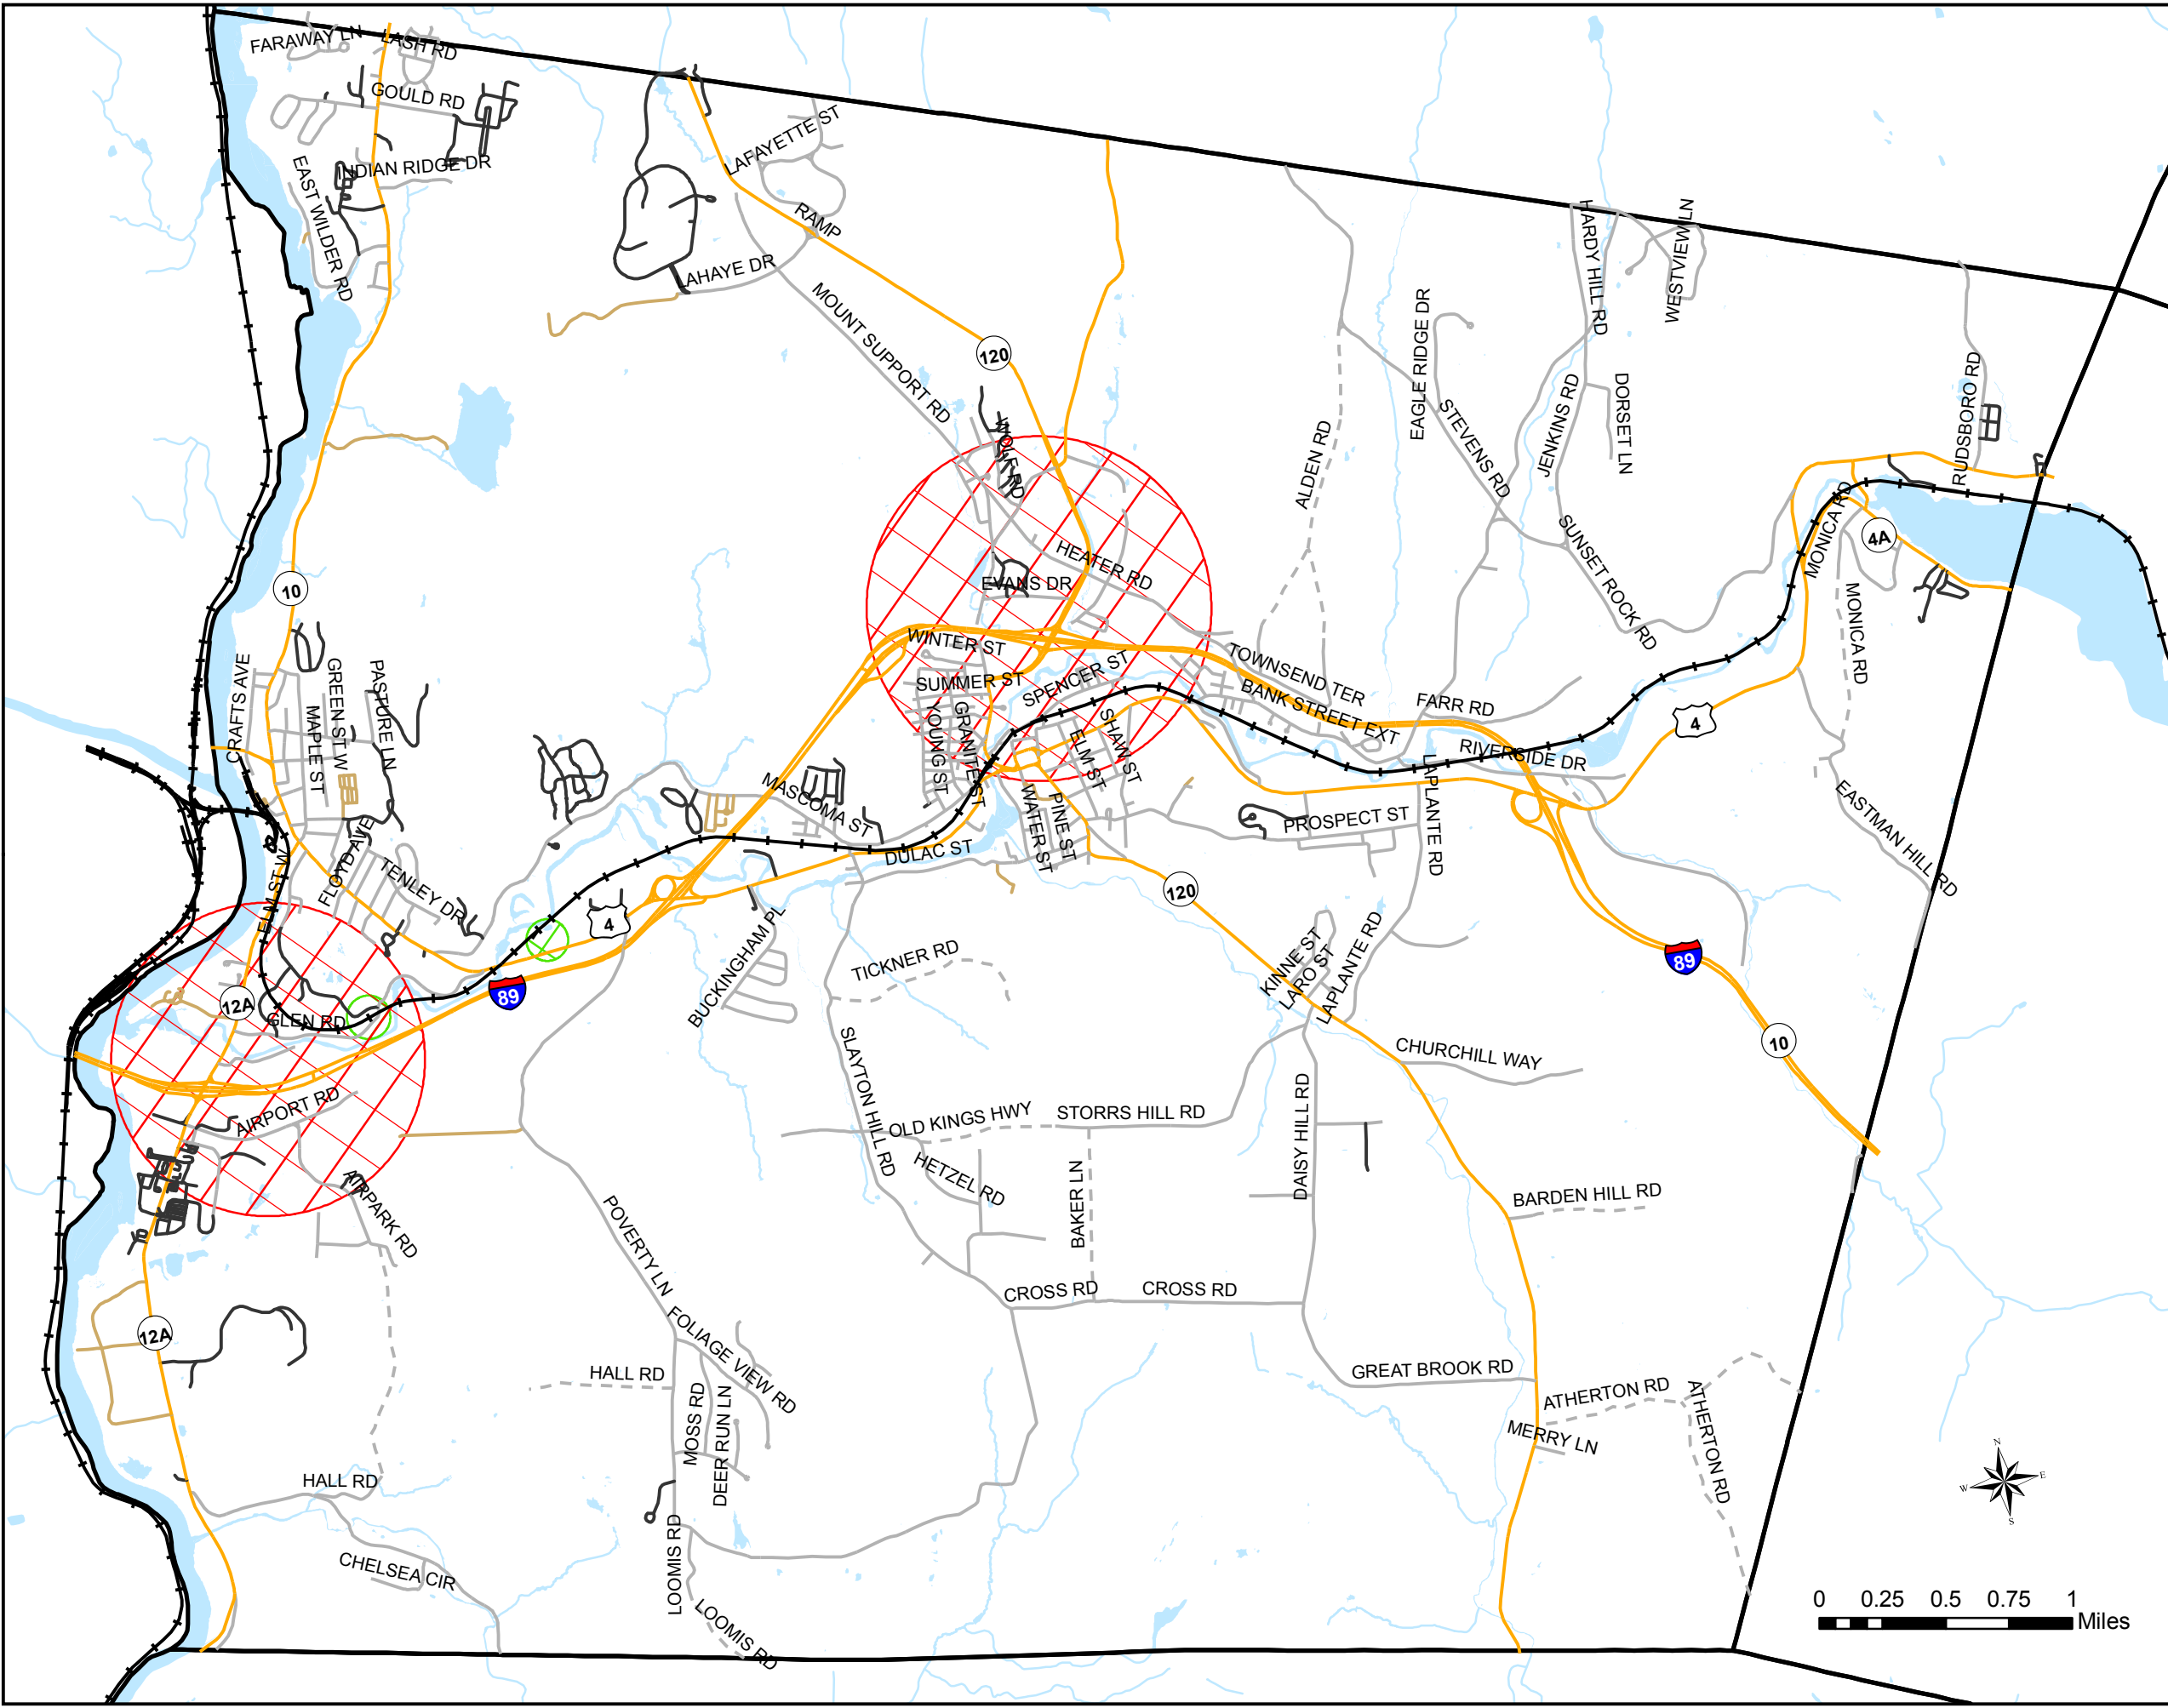 FARAWAY LN
LASH RD
GOULD RD
INDIAN RIDGE DR
EAST WILDER RD
LAFAYETTE ST
RAMP
LAHAYE DR
MOUNT SUPPORT RD
120
HARDY HILL RD
WESTVIEW LN
EAGLE RIDGE DR
STEVENS RD
JENKINS RD
DORSET LN
ALDEN RD
RUDSBORO RD
SUNSET ROCK RD
MONICA RD
4A
MONICA RD
HEATER RD
EVANS DR
10
CRAFTS AVE
GREEN ST W
MAPLE ST
PASTURE LN
WINTER ST
SUMMER ST
SPENCER ST
YOUNG ST
GRANITE ST
ELM ST
SHAW ST
TOWNSEND TER
BANK STREET EXT
FARR RD
RIVERSIDE DR
4
MASCOMA ST
DULAC ST
WATER ST
PINE ST
PROSPECT ST
LAPLANTE RD
EASTMAN HILL RD
ELM ST W
FLOYD AVE
TENLEY DR
4
120
BUCKINGHAM PL
TICKNER RD
KINNE ST
LARO ST
LAPLANTE RD
89
89
12A
GLEN RD
10
AIRPORT RD
SLAYTON HILL RD
OLD KINGS HWY
STORRS HILL RD
CHURCHILL WAY
DAISY HILL RD
HETZEL RD
BAKER LN
AIRPARK RD
POVERTY LN
BARDEN HILL RD
CROSS RD
CROSS RD
12A
FOLIAGE VIEW RD
HALL RD
MOSS RD
DEER RUN LN
GREAT BROOK RD
ATHERTON RD
ATHERTON RD
MERRY LN
HALL RD
CHELSEA CIR
LOOMIS RD
LOOMIS RD
N
W
E
S
0 0.25 0.5 0.75 1
Miles